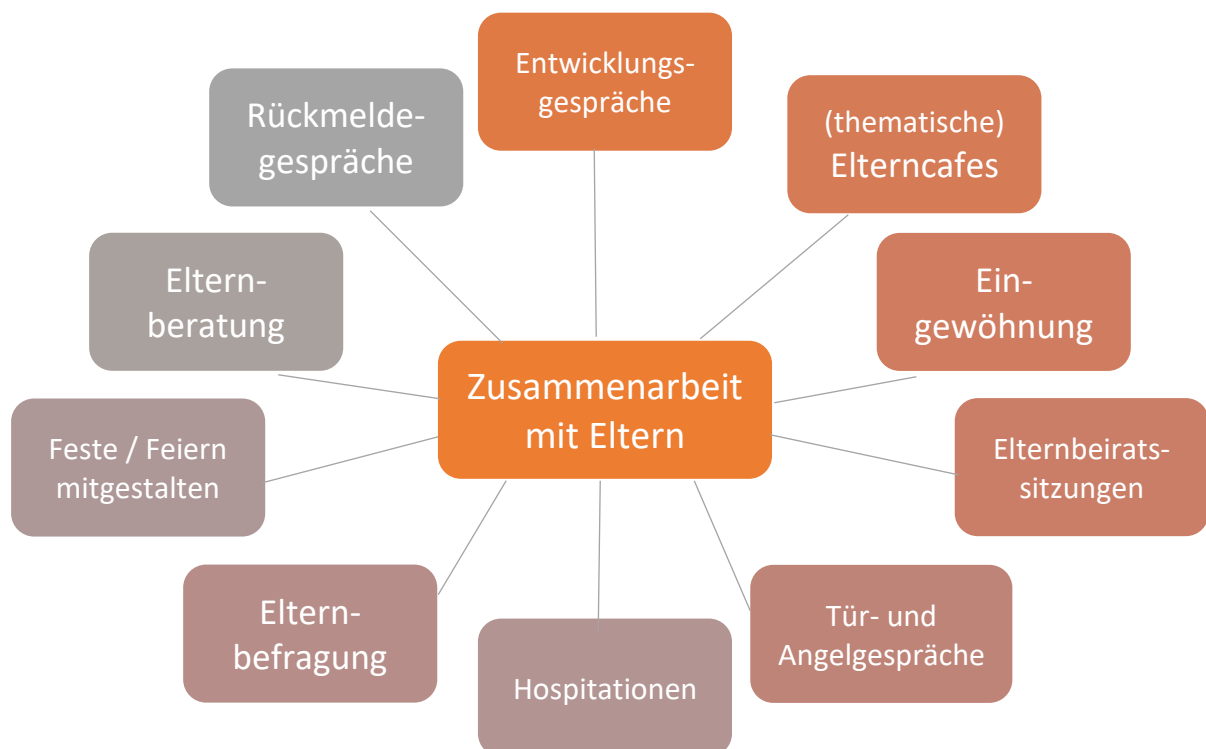 Entwicklungs-
gespräche
(thematische)
Elterncafes
Ein-
gewöhnung
Elternbeirats-
sitzungen
Tür- und
Angelgespräche
Hospitationen
Eltern-
befragung
Feste / Feiern
mitgestalten
Eltern-
beratung
Rückmelde-
gespräche
Zusammenarbeit
mit Eltern